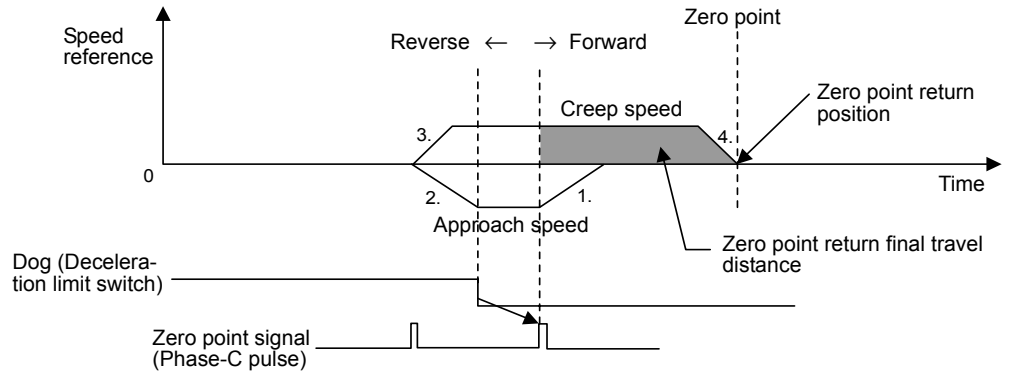 Zero point
Speed
reference
Reverse ← → Forward
Zero point return
position
Creep speed
3.
4.
0
Time
2.
1.
Approach speed
Zero point return final travel
distance
Dog (Decelera-
tion limit switch)
Zero point signal
(Phase-C pulse)